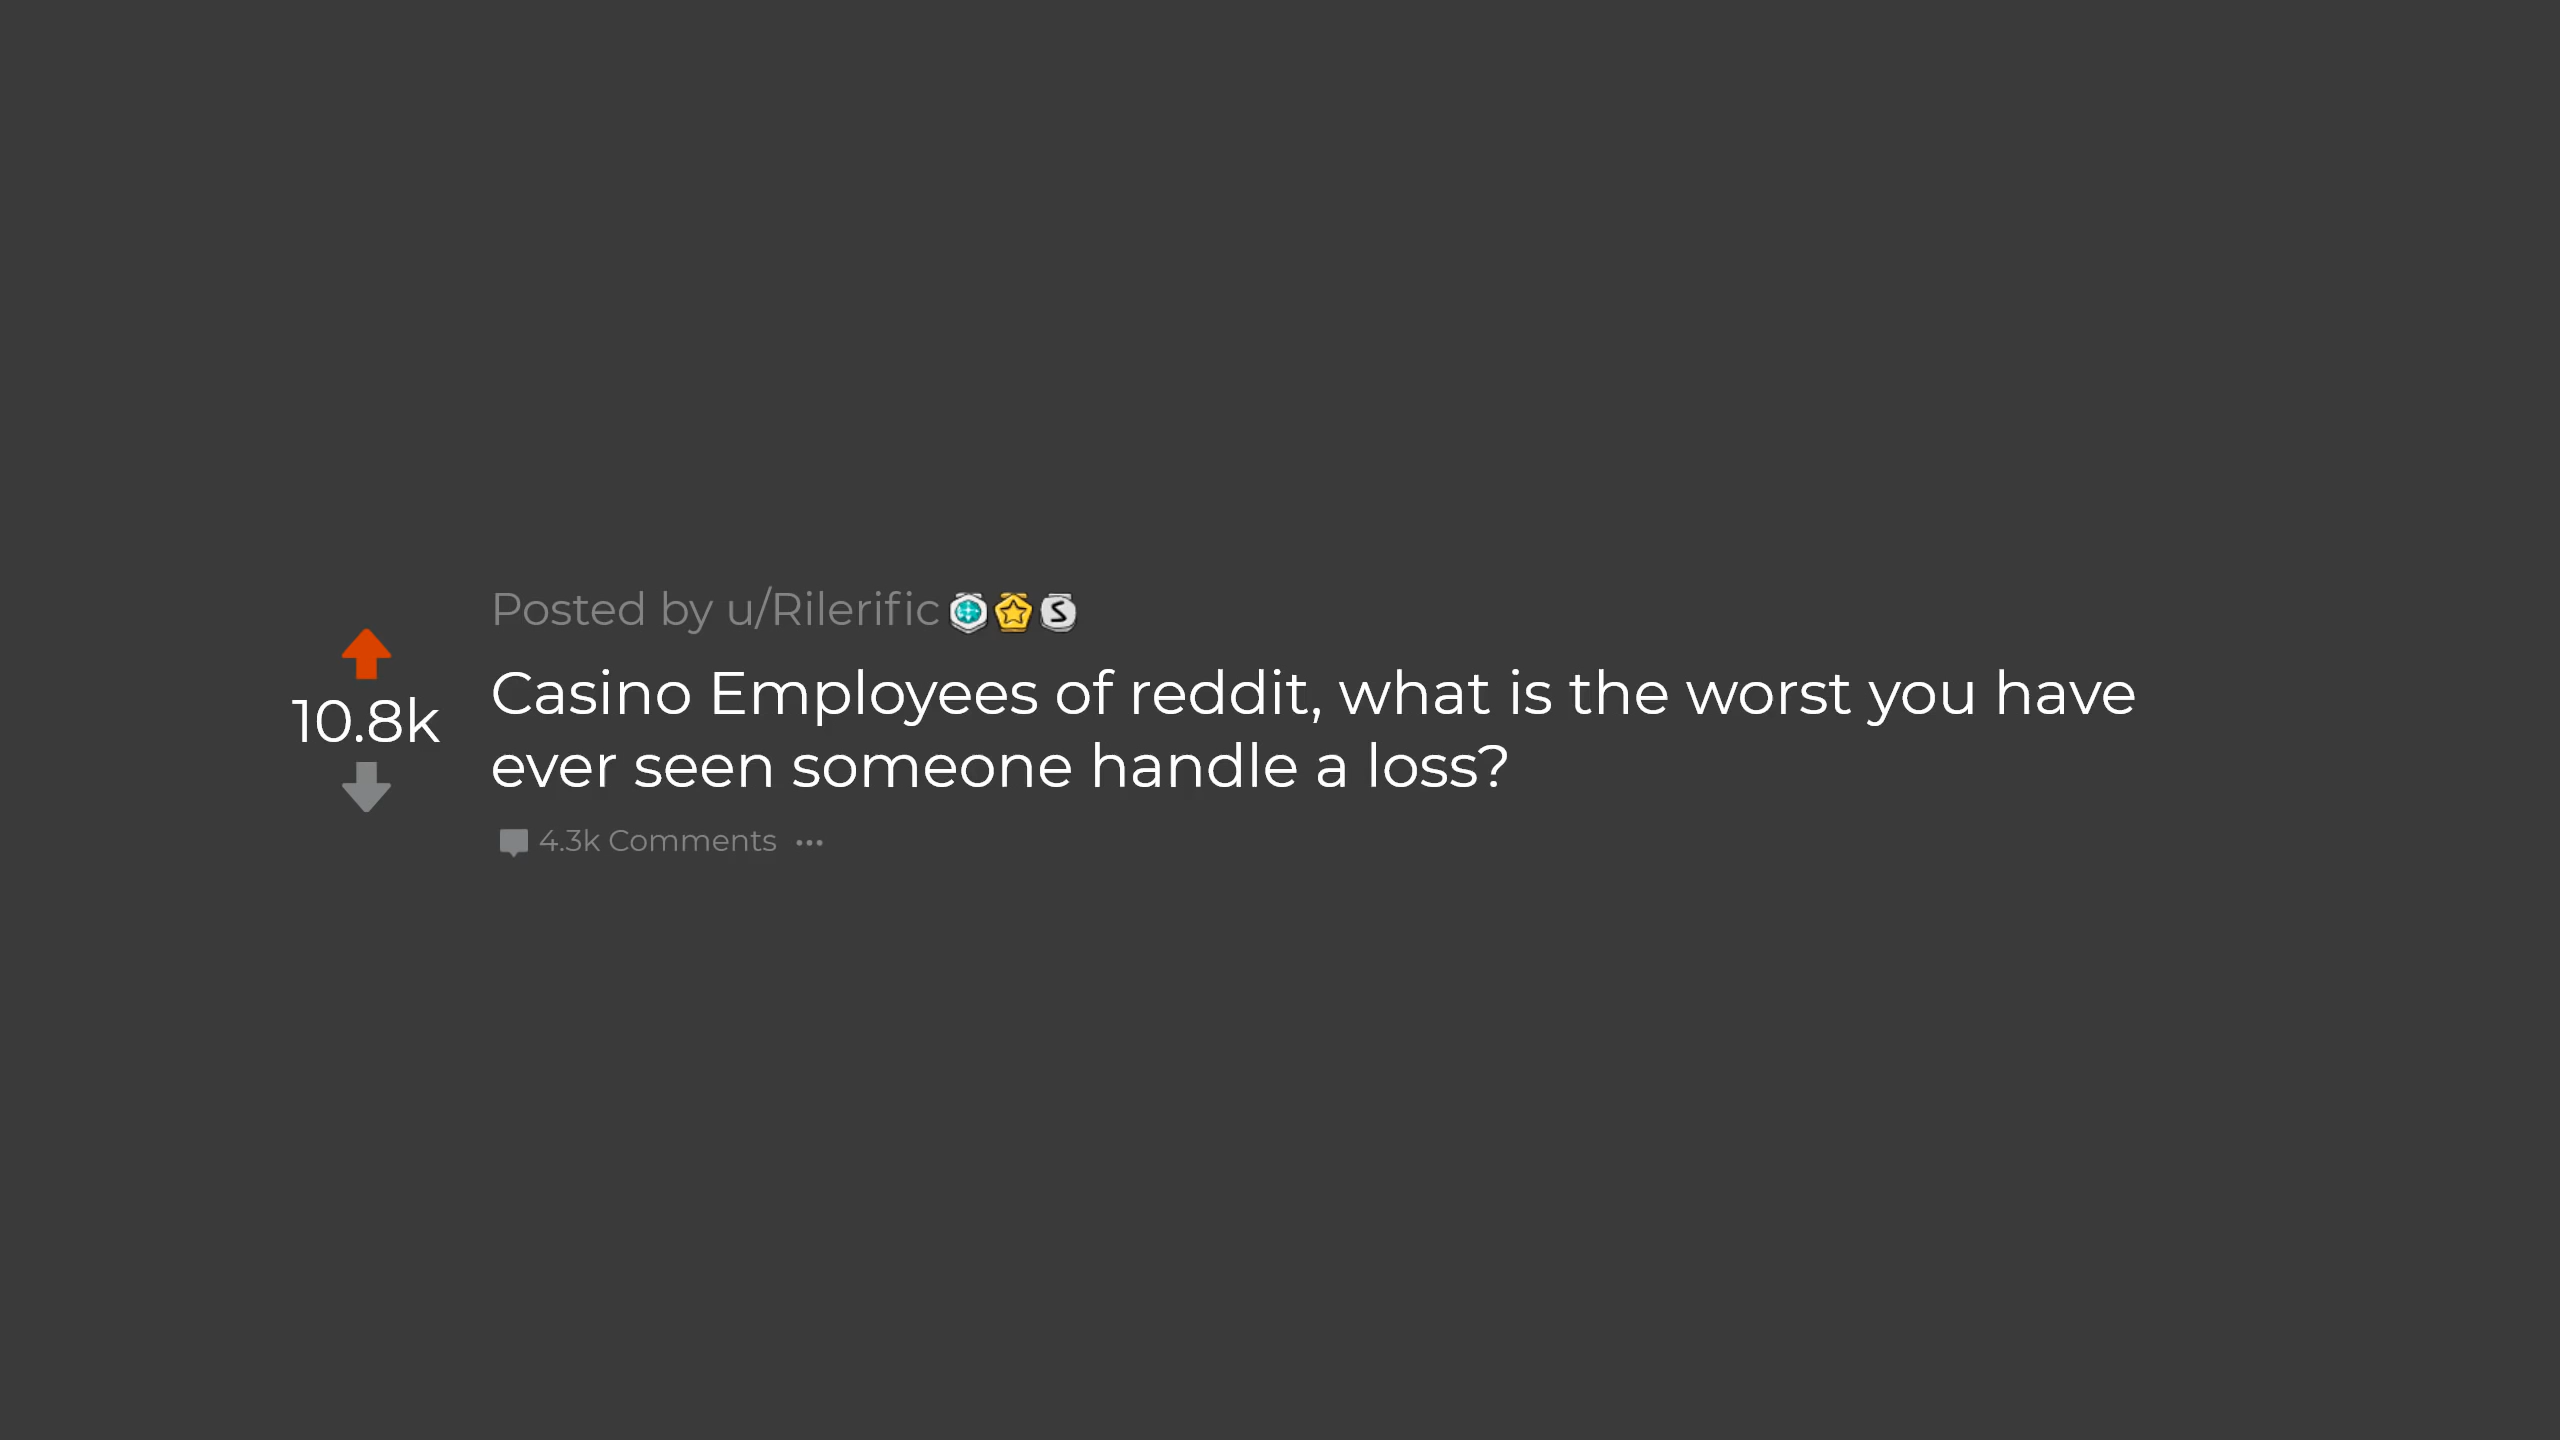 Posted by u/Rilerific
Casino Employees of reddit, what is the worst you have
ever seen someone handle a loss?
10.8k
4.3k Comments